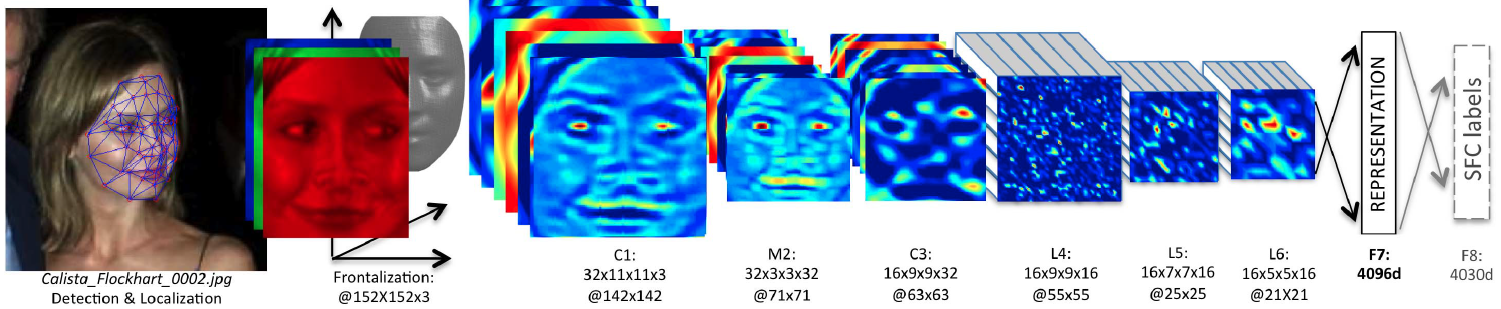 Calista_Flockhart_0002.jpg
Detection & Localization
Frontalization:
@152X152x3
C1:
32x11x11x3
@142x142
M2:
32x3x3x32
@71x71
C3:
16x9x9x32
@63x63
L4:
16x9x9x16
@55x55
L5:
16x7x7x16
@25x25
L6:
16x5x5x16
@21X21
REPRESENTATION
F7:
4096d
SFC labels
F8:
4030d